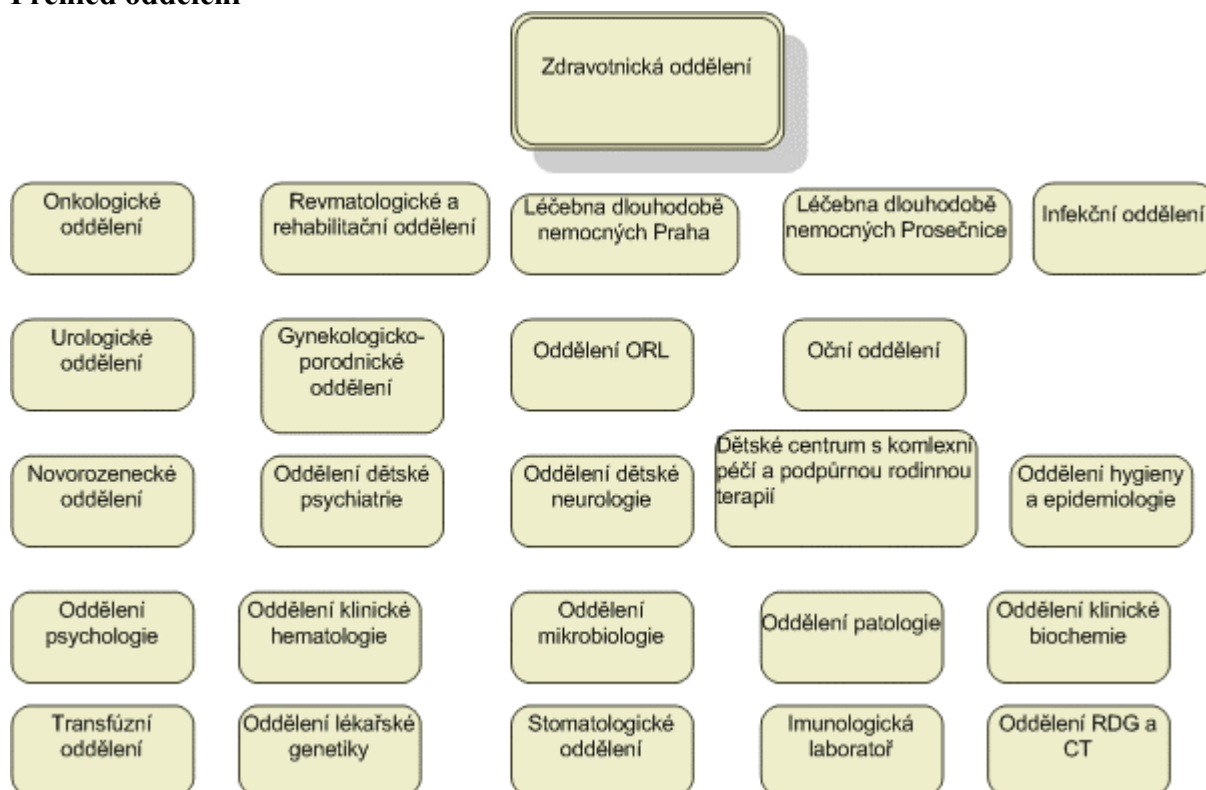 Přehled oddělení
Zdravotnická oddělení
Onkologické
oddělení
Revmatologické a
rehabilitační oddělení
Léčebna dlouhodobě
nemocných Praha
Léčebna dlouhodobě
nemocných Prosečnice
Infekční oddělení
Urologické
oddělení
Gynekologicko-
porodnické
oddělení
Oddělení ORL
Oční oddělení
Novorozenecké
oddělení
Oddělení dětské
psychiatrie
Oddělení dětské
neurologie
Dětské centrum s komlexní
péčí a podpůrnou rodinnou
terapií
Oddělení hygieny
a epidemiologie
Oddělení
psychologie
Oddělení klinické
hematologie
Oddělení
mikrobiologie
Oddělení patologie
Oddělení klinické
biochemie
Transfúzní
oddělení
Oddělení lékařské
genetiky
Stomatologické
oddělení
Imunologická
laboratoř
Oddělení RDG a
CT